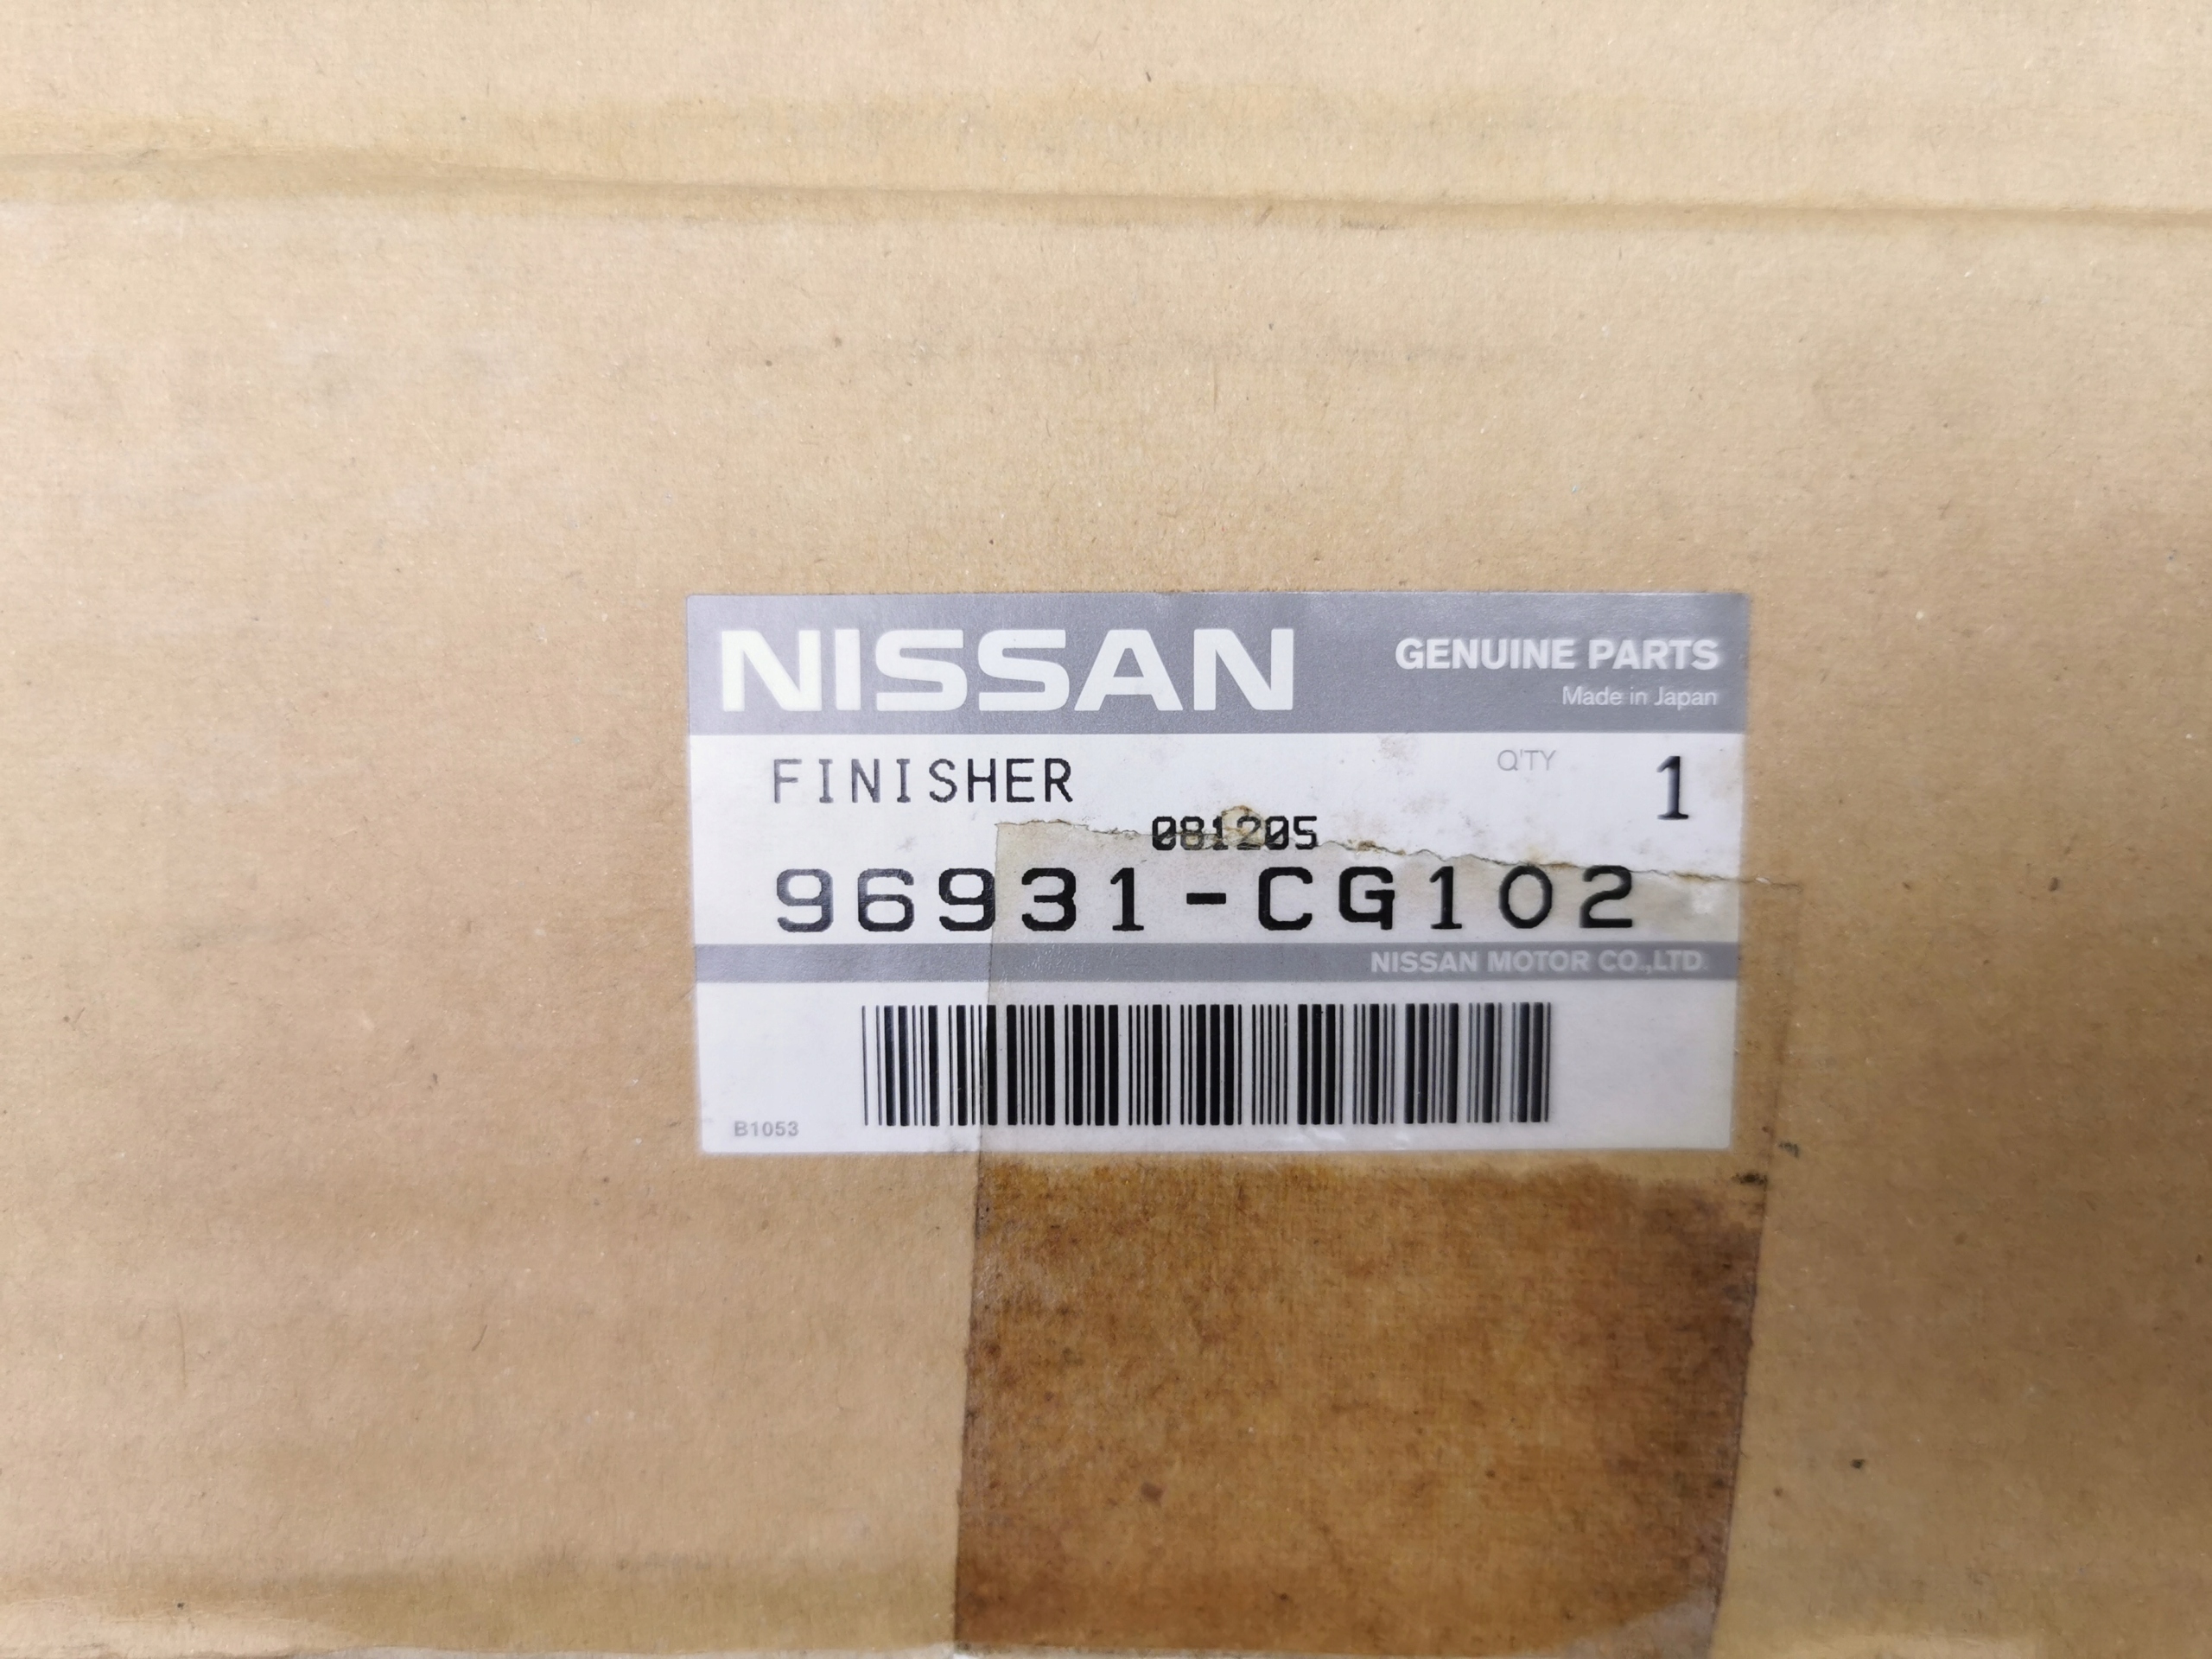 NISSAN GENUINE PARTS
Made in Japan
FINISHER Q'TY 1
081205
96931-CG102
NISSAN MOTOR CO.,LTD.
B1053